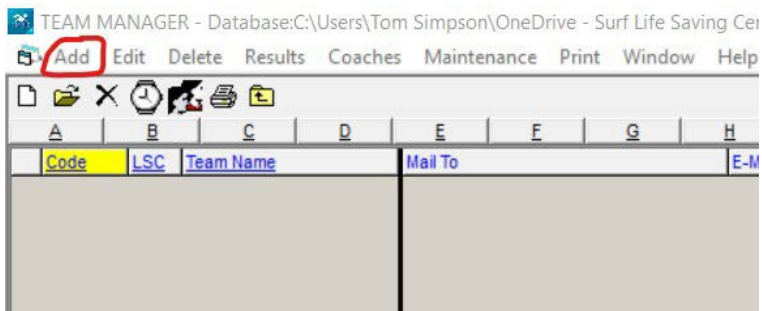 TEAM MANAGER - Database:C:\Users\Tom Simpson\OneDrive - Surf Life Saving Cer
Add Edit Delete Results Coaches Maintenance Print Window Help
A B C D E F G H
Code LSC Team Name Mail To E-M